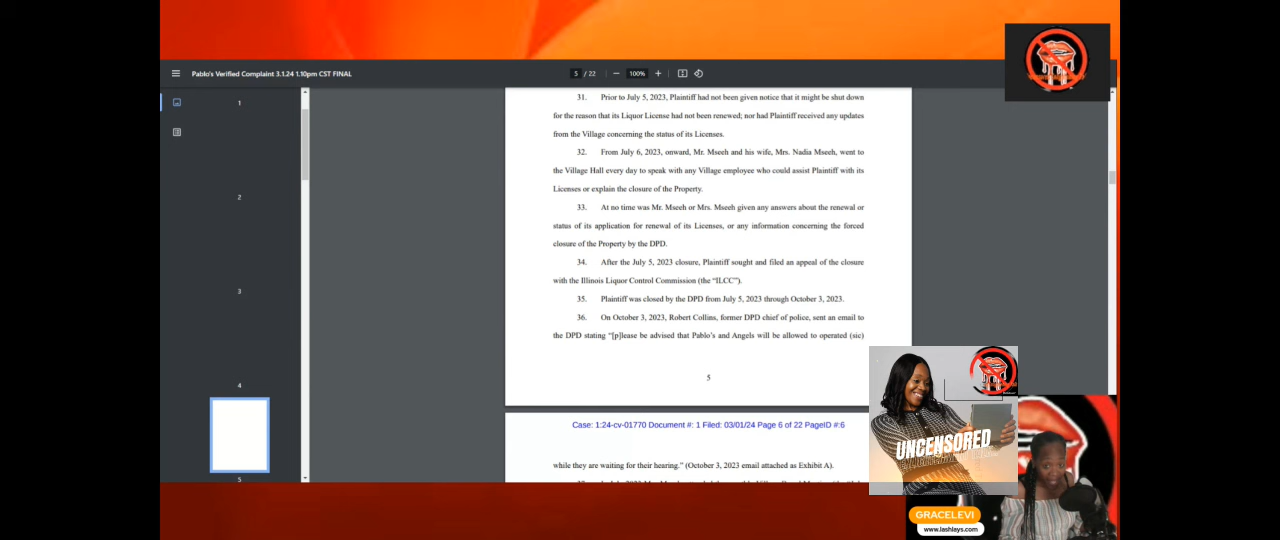 Pablo's Verified Complaint 3.1.24 1.10pm CST FINAL
5 / 22
100%
1
2
3
4
5
31. Prior to July 5, 2023, Plaintiff had not been given notice that it might be shut down
for the reason that its Liquor License had not been renewed; nor had Plaintiff received any updates
from the Village concerning the status of its Licenses.
32. From July 6, 2023, onward, Mr. Mseeh and his wife, Mrs. Nadia Mseeh, went to
the Village Hall every day to speak with any Village employee who could assist Plaintiff with its
Licenses or explain the closure of the Property.
33. At no time was Mr. Mseeh or Mrs. Mseeh given any answers about the renewal or
status of its application for renewal of its Licenses, or any information concerning the forced
closure of the Property by the DPD.
34. After the July 5, 2023 closure, Plaintiff sought and filed an appeal of the closure
with the Illinois Liquor Control Commission (the “ILCC”).
35. Plaintiff was closed by the DPD from July 5, 2023 through October 3, 2023.
36. On October 3, 2023, Robert Collins, former DPD chief of police, sent an email to
the DPD stating “[p]lease be advised that Pablo's and Angels will be allowed to operated (sic)
5
Case: 1:24-cv-01770 Document #: 1 Filed: 03/01/24 Page 6 of 22 PageID #:6
while they are waiting for their hearing.” (October 3, 2023 email attached as Exhibit A).
UNCENSORED
GRACELEVI
www.lashlays.com